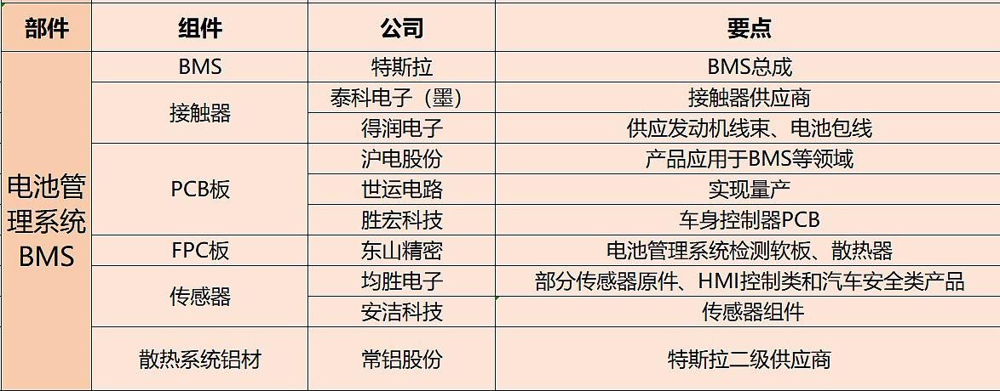 部件 组件 公司 要点
电池管理系统BMS
BMS 特斯拉 BMS总成
接触器 泰科电子（墨） 接触器供应商
得润电子 供应发动机线束、电池包线
PCB板 沪电股份 产品应用于BMS等领域
世运电路 实现量产
胜宏科技 车身控制器PCB
FPC板 东山精密 电池管理系统检测软板、散热器
传感器 均胜电子 部分传感器原件、HMI控制类和汽车安全类产品
安洁科技 传感器组件
散热系统铝材 常铝股份 特斯拉二级供应商